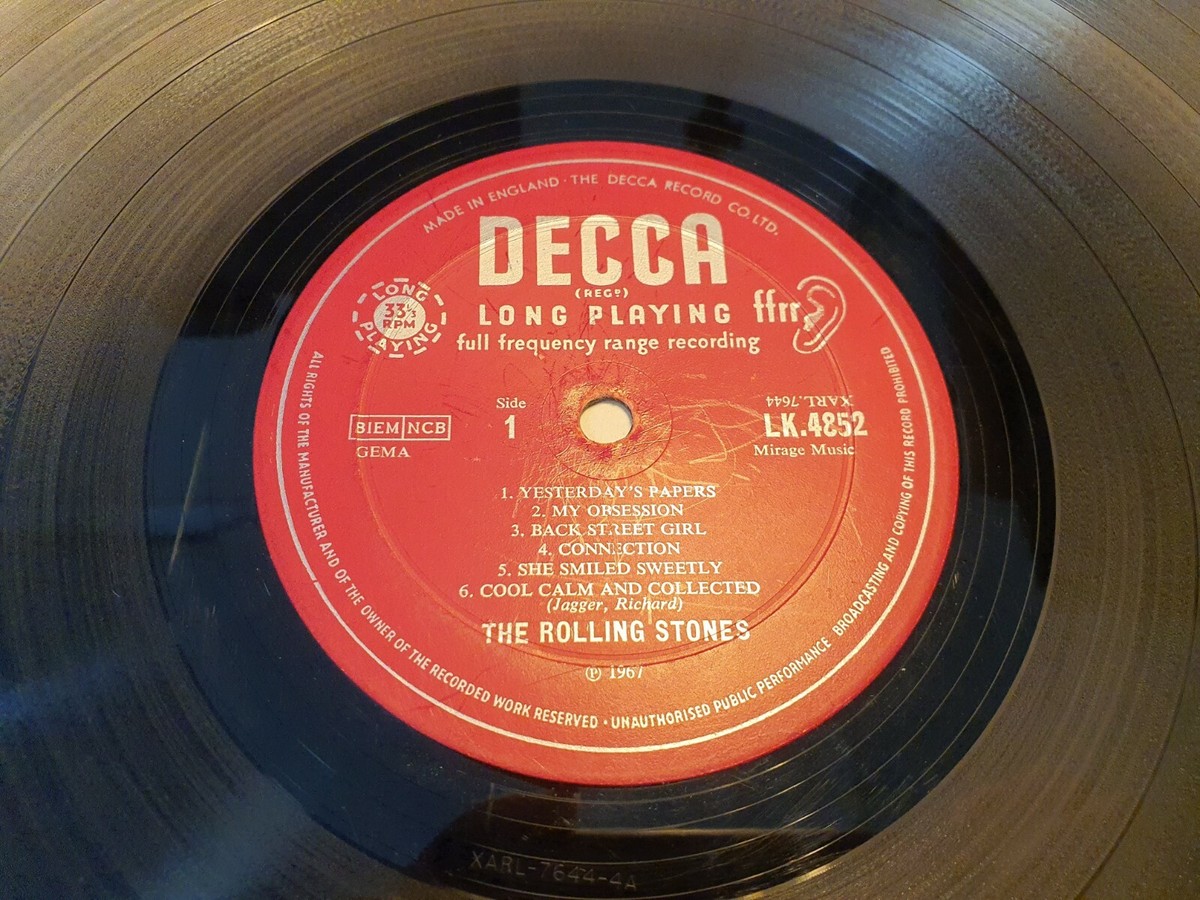 MADE IN ENGLAND · THE DECCA RECORD CO. LTD.
DECCA
(REGD)
LONG PLAYING
ffrr
full frequency range recording
LONG
33⅓
RPM
PLAYING
BIEM NCB
GEMA
Side
1
XARL.7644
LK.4852
Mirage Music
1. YESTERDAY'S PAPERS
2. MY OBSESSION
3. BACK STREET GIRL
4. CONNECTION
5. SHE SMILED SWEETLY
6. COOL CALM AND COLLECTED
(Jagger, Richard)
THE ROLLING STONES
℗ 1967
ALL RIGHTS OF THE MANUFACTURER AND OF THE OWNER OF THE RECORDED WORK RESERVED · UNAUTHORISED PUBLIC PERFORMANCE BROADCASTING AND COPYING OF THIS RECORD PROHIBITED
XARL-7644-4A